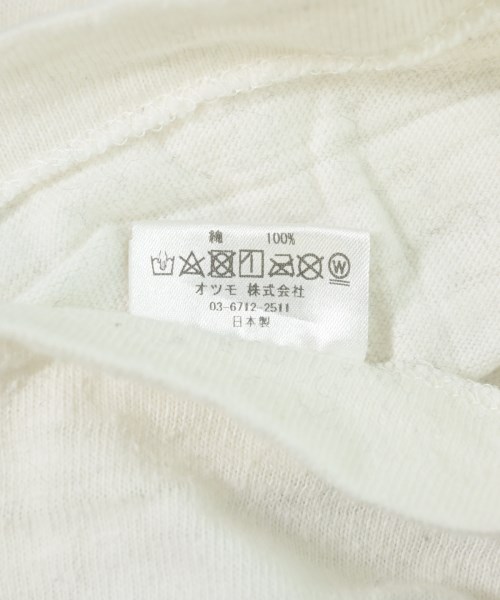 綿 100%
オツモ 株式会社
03-6712-2511
日本製